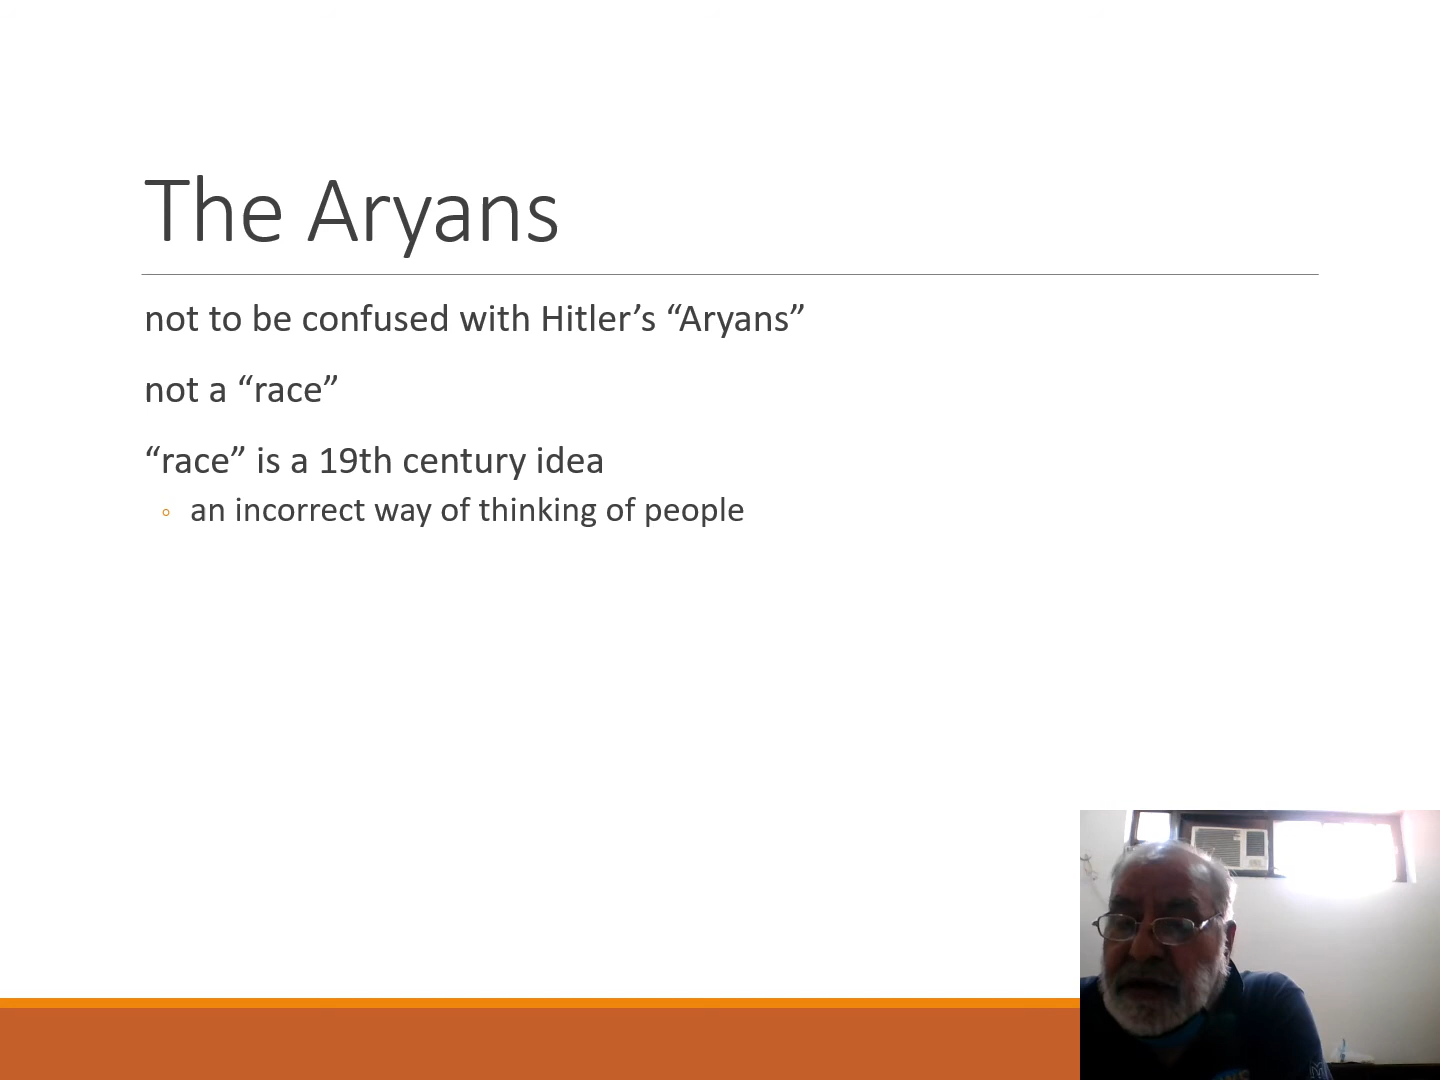 The Aryans
not to be confused with Hitler’s “Aryans”
not a “race”
“race” is a 19th century idea
◦ an incorrect way of thinking of people